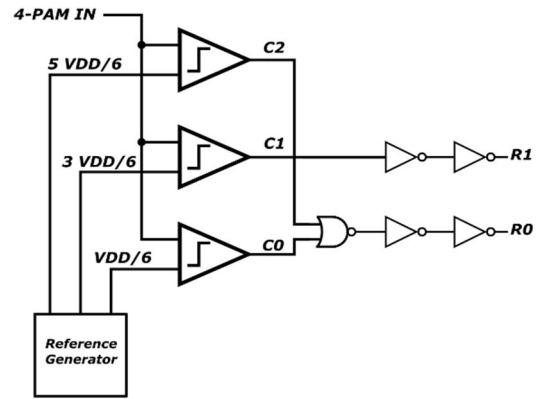 4-PAM IN
C2
5 VDD/6
C1
3 VDD/6
R1
C0
R0
VDD/6
Reference
Generator